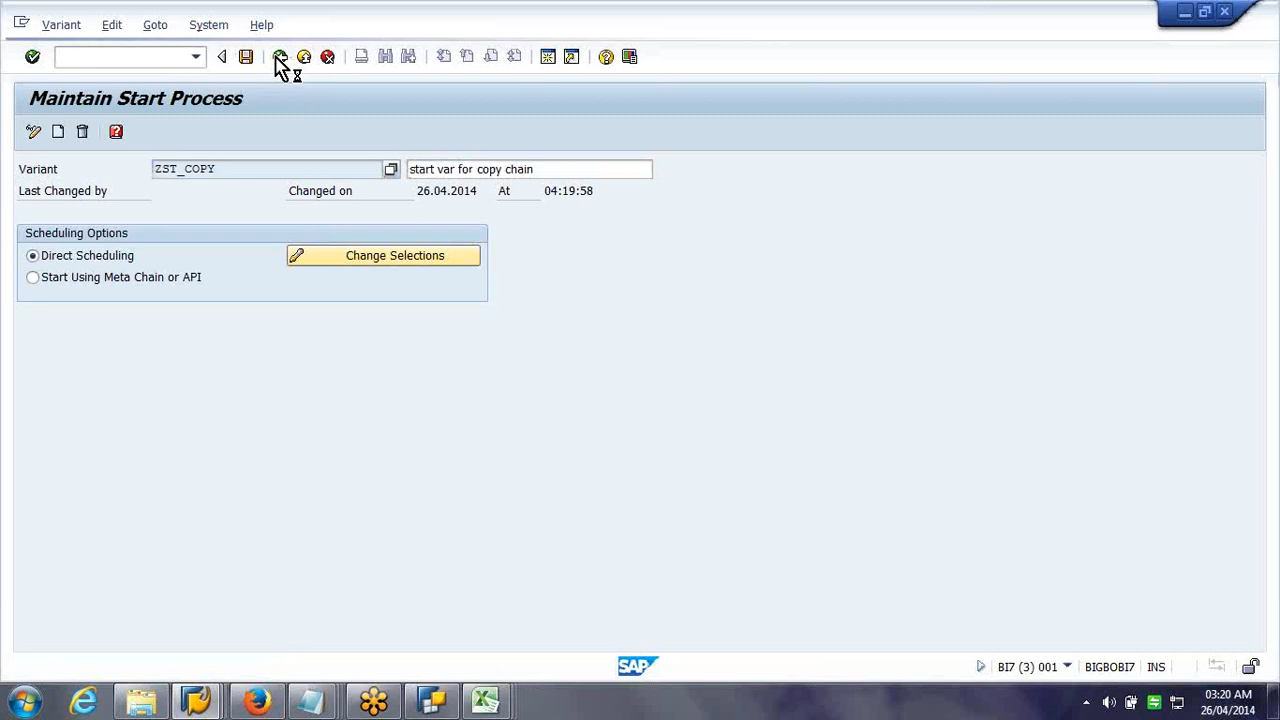 Variant Edit Goto System Help
Maintain Start Process
Variant ZST_COPY start var for copy chain
Last Changed by Changed on 26.04.2014 At 04:19:58
Scheduling Options
Direct Scheduling Change Selections
Start Using Meta Chain or API
SAP BI7 (3) 001 BIGBOBI7 INS
03:20 AM
26/04/2014